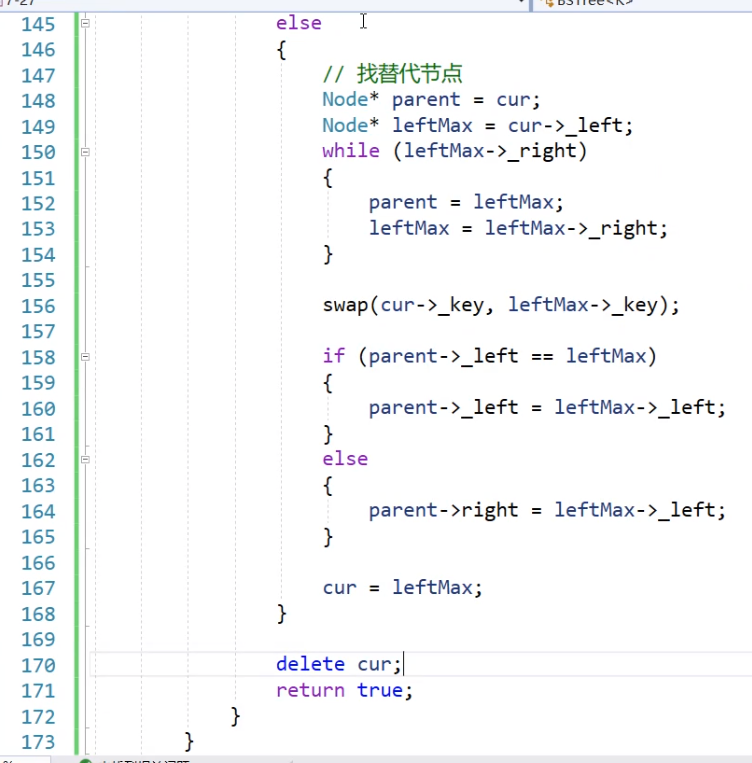 7-27 BSTree<K>
145 else
146 {
147 // 找替代节点
148 Node* parent = cur;
149 Node* leftMax = cur->_left;
150 while (leftMax->_right)
151 {
152 parent = leftMax;
153 leftMax = leftMax->_right;
154 }
155
156 swap(cur->_key, leftMax->_key);
157
158 if (parent->_left == leftMax)
159 {
160 parent->_left = leftMax->_left;
161 }
162 else
163 {
164 parent->right = leftMax->_left;
165 }
166
167 cur = leftMax;
168 }
169
170 delete cur;
171 return true;
172 }
173 }